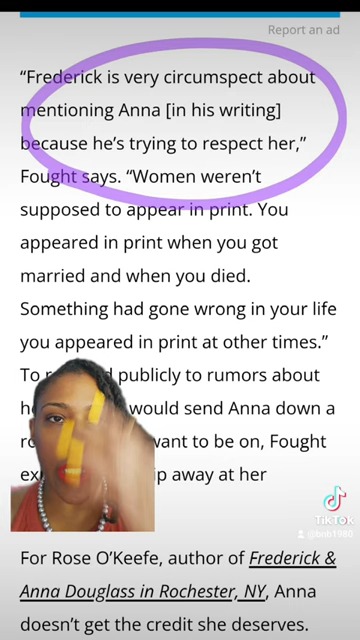 Report an ad
“Frederick is very circumspect about
mentioning Anna [in his writing]
because he’s trying to respect her,”
Fought says. “Women weren’t
supposed to appear in print. You
appeared in print when you got
married and when you died.
Something had gone wrong in your life
you appeared in print at other times.”
To publicly to rumors about
would send Anna down a
want to be on, Fought
away at her
TikTok
@bnb1980
For Rose O’Keefe, author of Frederick &
Anna Douglass in Rochester, NY, Anna
doesn’t get the credit she deserves.